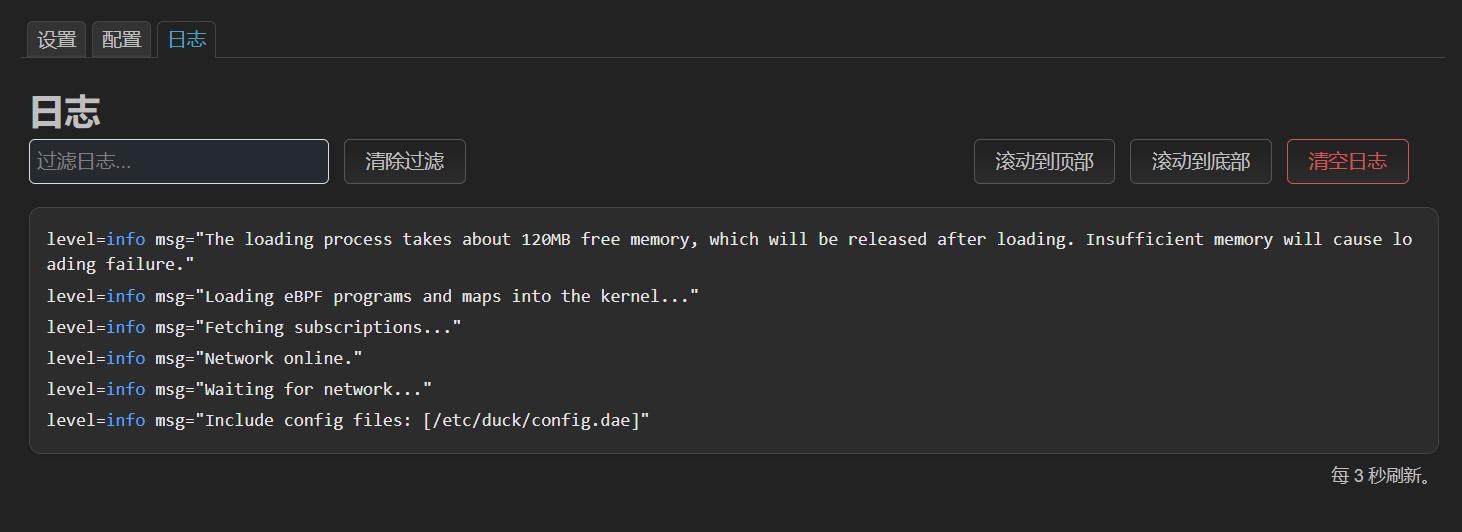 设置 配置 日志
日志
过滤日志... 清除过滤 滚动到顶部 滚动到底部 清空日志
level=info msg="The loading process takes about 120MB free memory, which will be released after loading. Insufficient memory will cause lo
ading failure."
level=info msg="Loading eBPF programs and maps into the kernel..."
level=info msg="Fetching subscriptions..."
level=info msg="Network online."
level=info msg="Waiting for network..."
level=info msg="Include config files: [/etc/duck/config.dae]"
每 3 秒刷新。